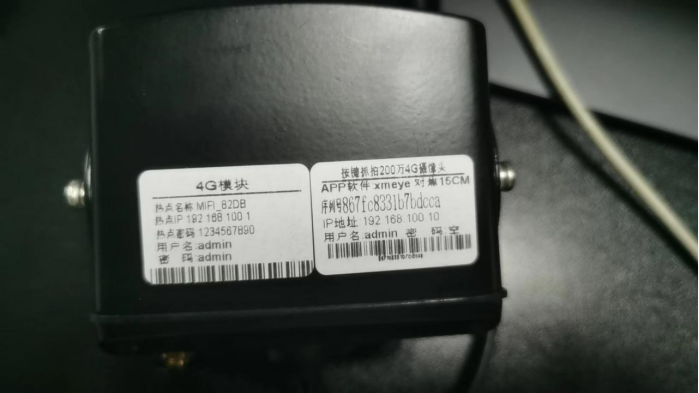 4G模块
热点名称 MIFI_82DB
热点IP 192.168.100.1
热点密码 1234567890
用户名:admin
密 码:admin
按键抓拍200万4G摄像头
APP软件 xmeye 对焦15CM
序列号867fc8331b7bdcca
IP地址: 192.168.100.10
用户名:admin 密码 空